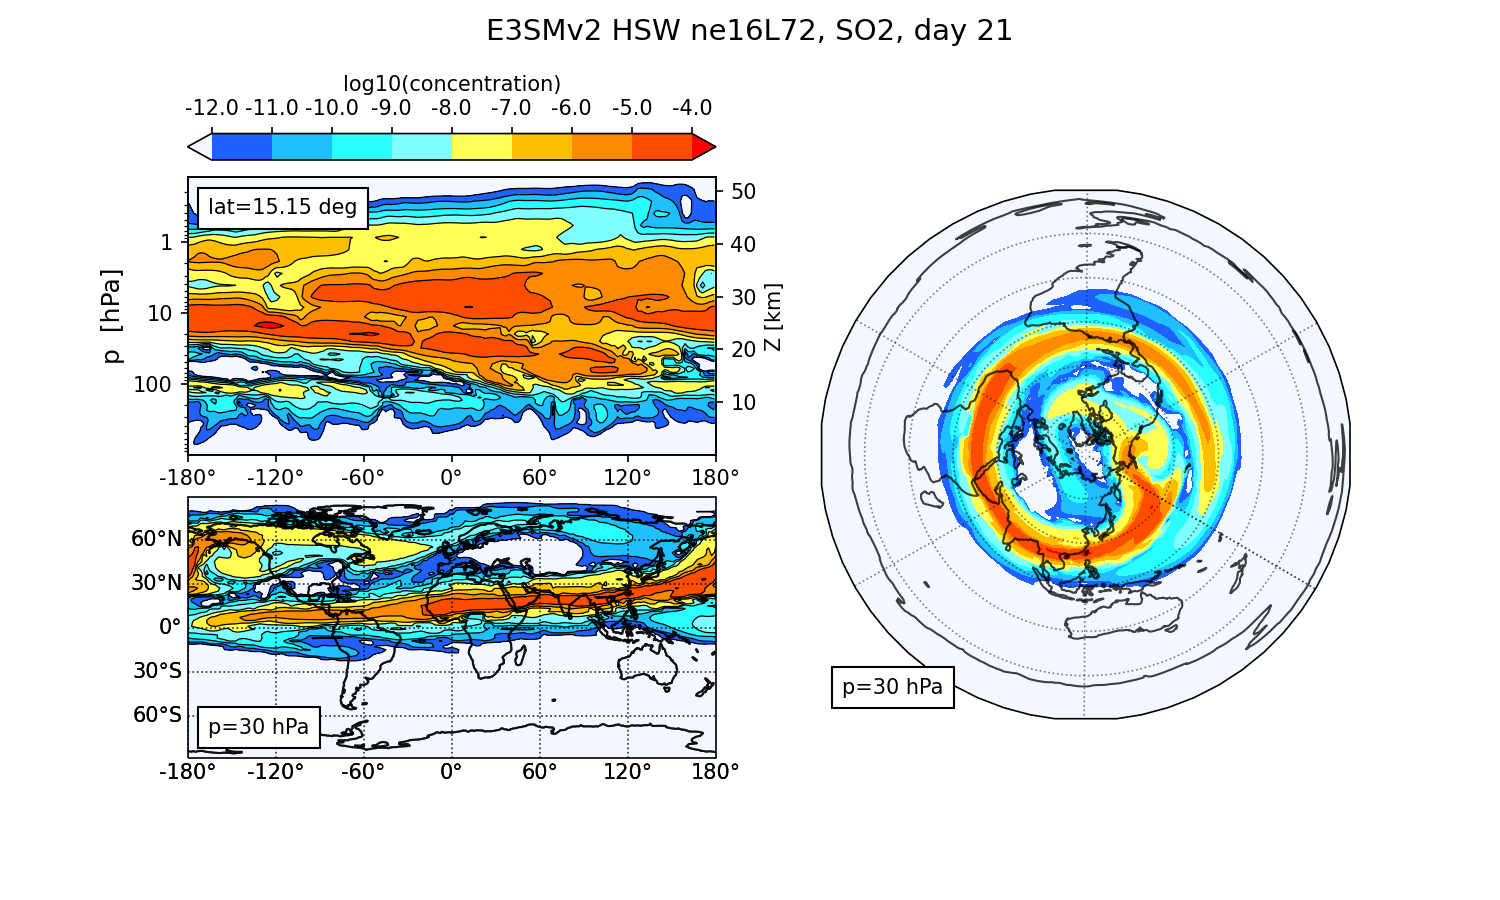 E3SMv2 HSW ne16L72, SO2, day 21
log10(concentration)
-12.0 -11.0 -10.0 -9.0 -8.0 -7.0 -6.0 -5.0 -4.0
lat=15.15 deg
p [hPa]
1
10
100
50
40
30
20
10
Z [km]
-180° -120° -60° 0° 60° 120° 180°
60°N
30°N
0°
30°S
60°S
p=30 hPa
-180° -120° -60° 0° 60° 120° 180°
p=30 hPa